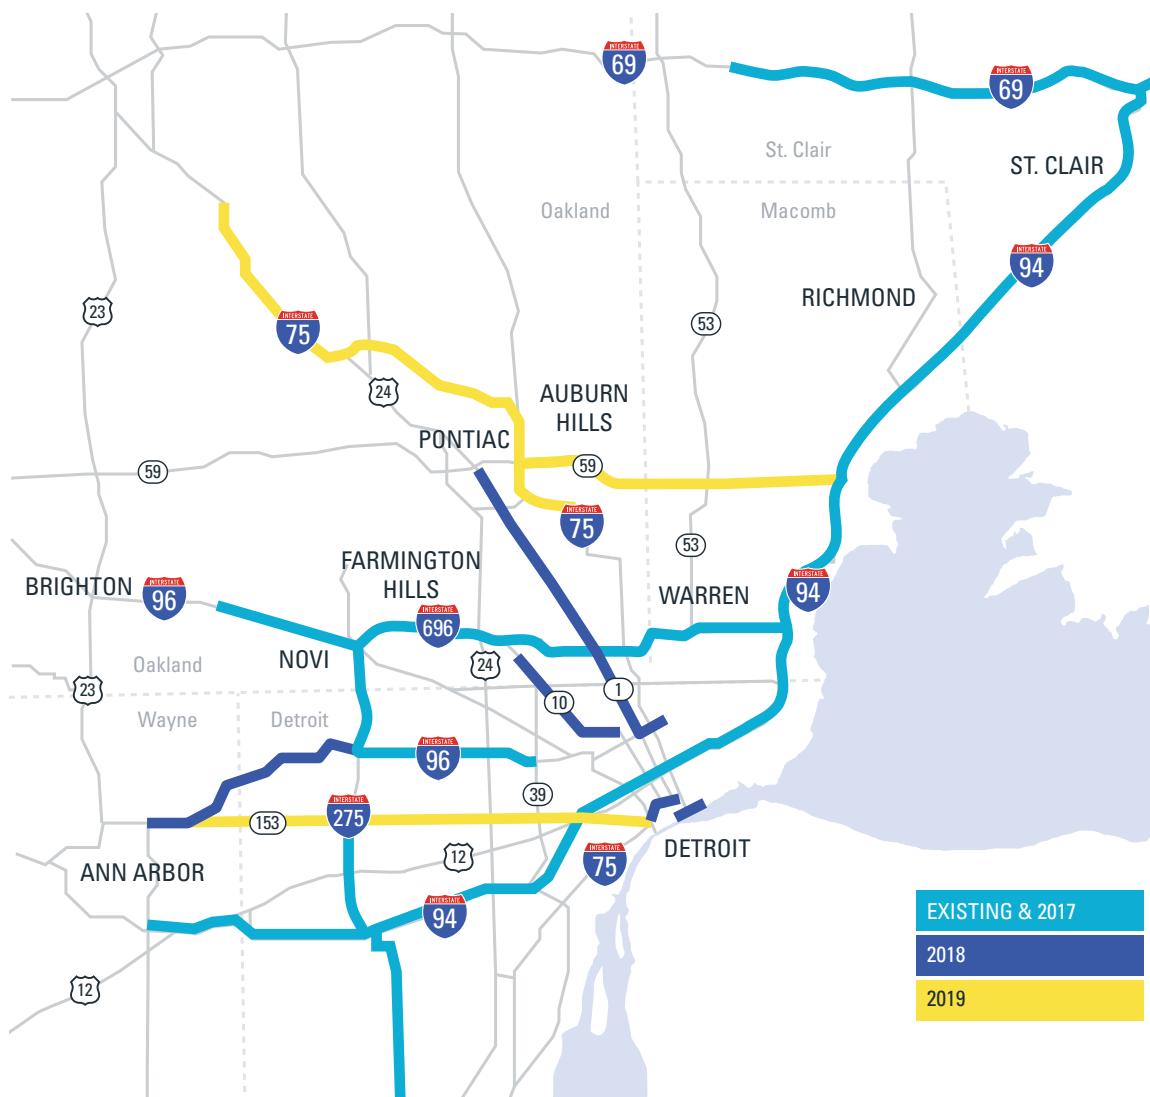 INTERSTATE
69
INTERSTATE
69
St. Clair
ST. CLAIR
Oakland
Macomb
INTERSTATE
94
RICHMOND
23
INTERSTATE
75
53
24
AUBURN
HILLS
PONTIAC
59
59
INTERSTATE
75
53
FARMINGTON
HILLS
BRIGHTON
INTERSTATE
96
WARREN
INTERSTATE
94
INTERSTATE
696
NOVI
Oakland
24
23
10
1
Wayne
Detroit
INTERSTATE
96
39
INTERSTATE
275
153
DETROIT
12
INTERSTATE
75
ANN ARBOR
INTERSTATE
94
12
EXISTING & 2017
2018
2019